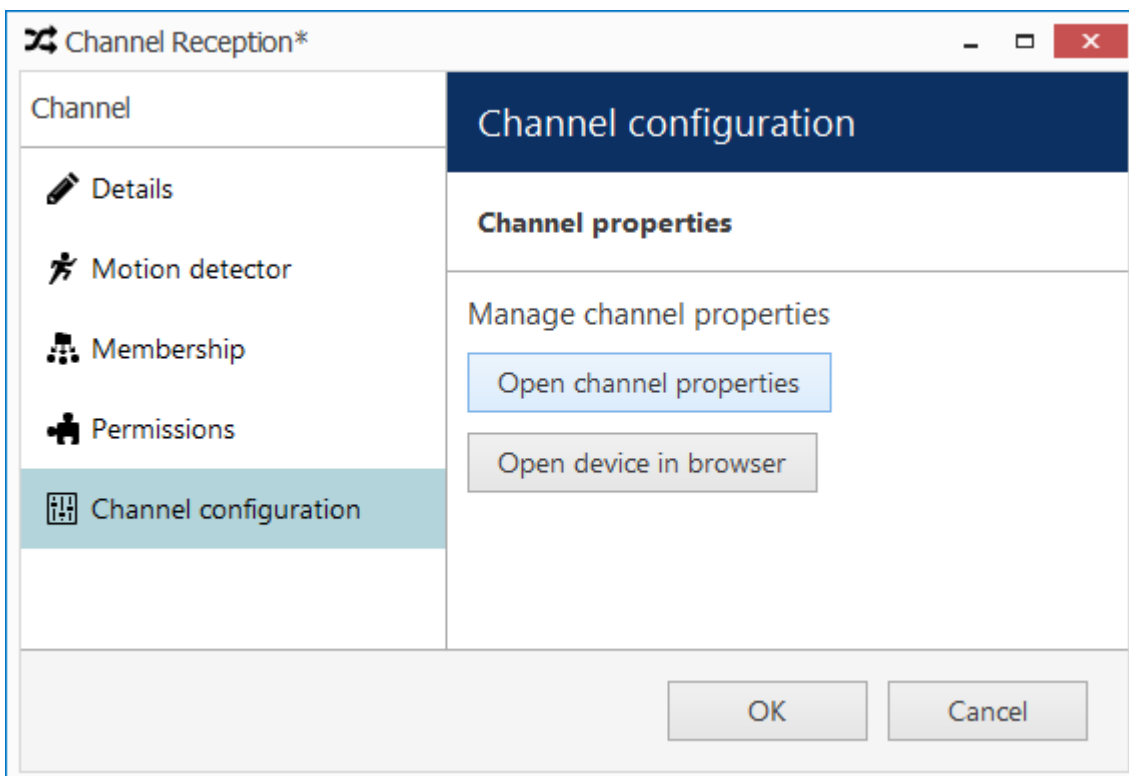 Channel Reception*
Channel
Details
Motion detector
Membership
Permissions
Channel configuration
Channel configuration
Channel properties
Manage channel properties
Open channel properties
Open device in browser
OK
Cancel